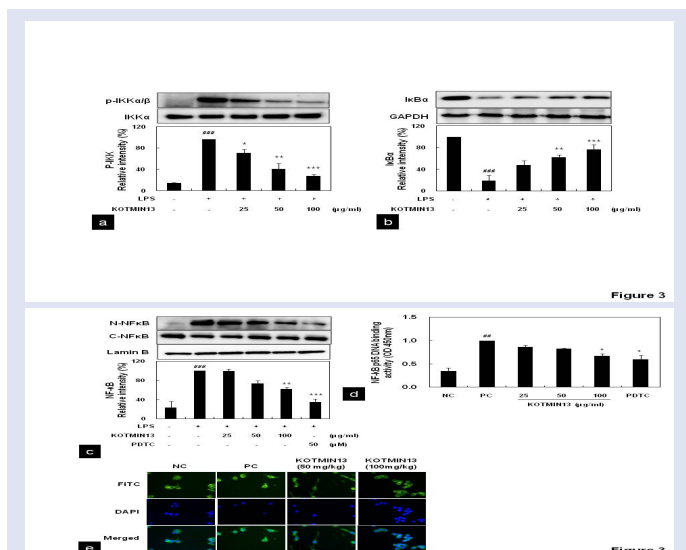 p-IKKα/β
IKKα
P-IKK
Relative intensity (%)
120
80
40
0
###
*
**
***
LPS - + + + +
KOTMIN13 - - 25 50 100 (μg/ml)
a
IκBα
GAPDH
IκBα
Relative intensity (%)
120
80
40
0
###
**
***
LPS - + + + +
KOTMIN13 - - 25 50 100 (μg/ml)
b
Figure 3
N-NFκB
C-NFκB
Lamin B
NF-κB
Relative intensity (%)
120
80
40
0
###
**
***
LPS - + + + + +
KOTMIN13 - - 25 50 100 - (μg/ml)
PDTC - - - - - 50 (μM)
c
NF-κB p65 DNA binding
activity (OD 450nm)
1.5
1.0
0.5
0.0
##
*
*
NC PC 25 50 100 PDTC
KOTMIN13 (μg/ml)
d
NC PC KOTMIN13 (50 mg/kg) KOTMIN13 (100mg/kg)
FITC
DAPI
Merged
e
Figure 3